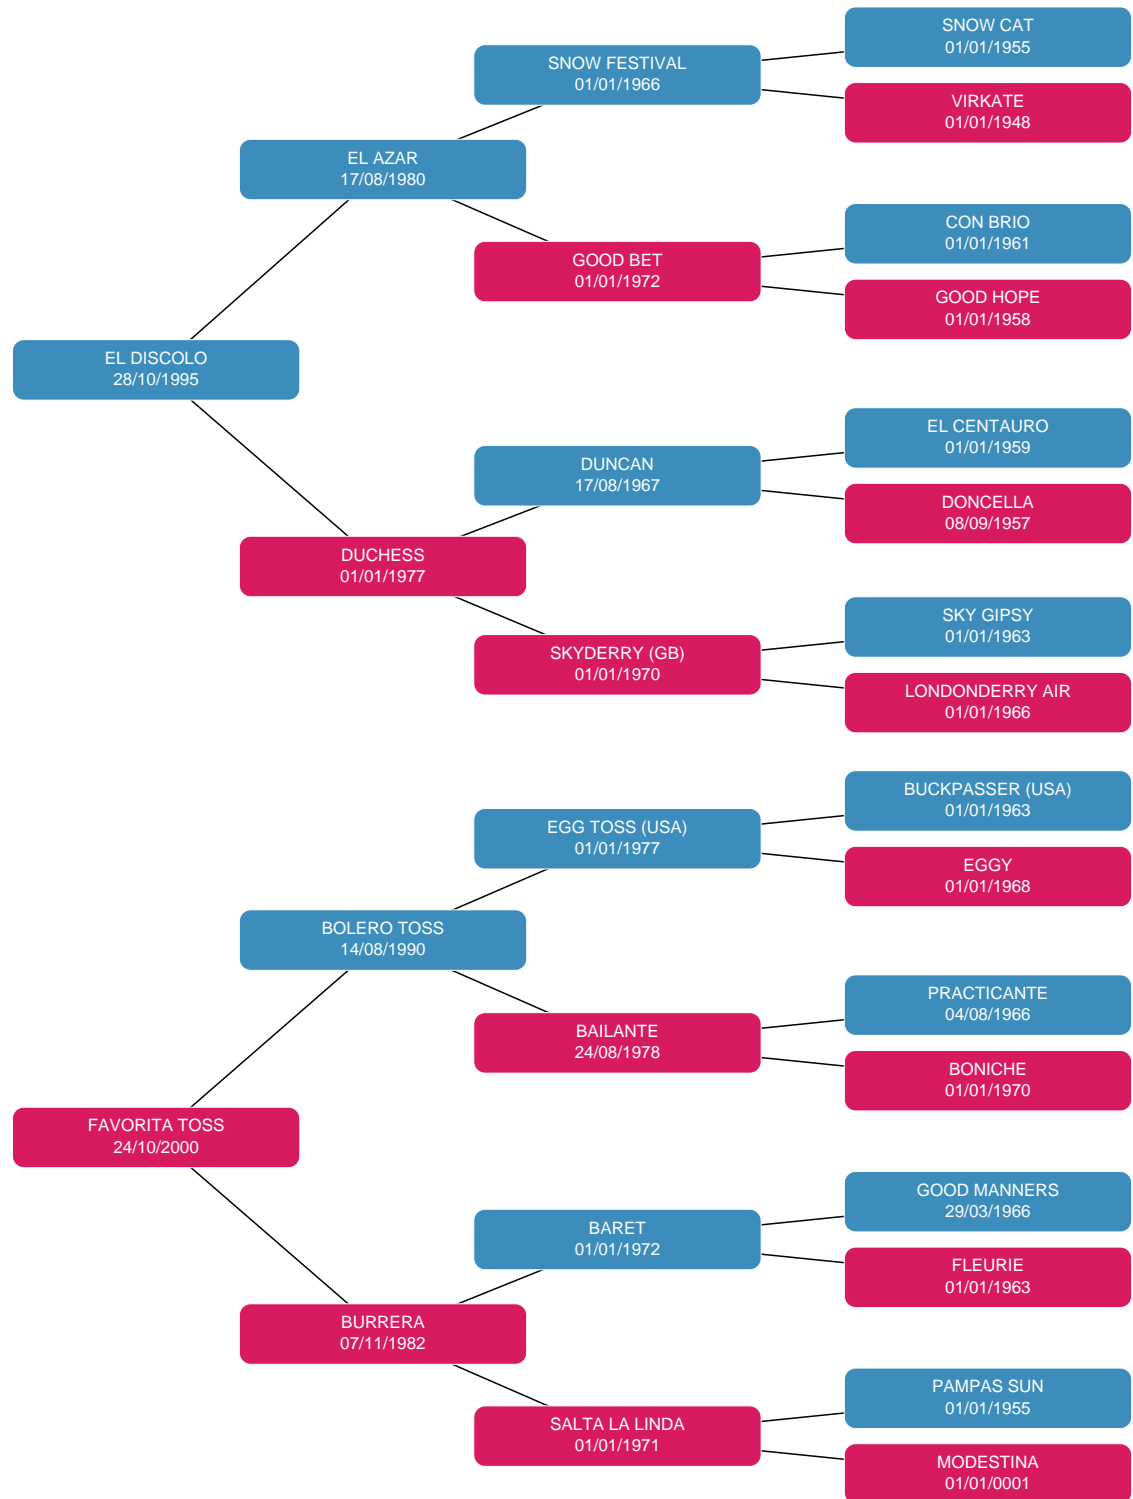 SNOW CAT
01/01/1955
SNOW FESTIVAL
01/01/1966
VIRKATE
01/01/1948
EL AZAR
17/08/1980
CON BRIO
01/01/1961
GOOD BET
01/01/1972
GOOD HOPE
01/01/1958
EL DISCOLO
28/10/1995
EL CENTAURO
01/01/1959
DUNCAN
17/08/1967
DONCELLA
08/09/1957
DUCHESS
01/01/1977
SKY GIPSY
01/01/1963
SKYDERRY (GB)
01/01/1970
LONDONDERRY AIR
01/01/1966
BUCKPASSER (USA)
01/01/1963
EGG TOSS (USA)
01/01/1977
EGGY
01/01/1968
BOLERO TOSS
14/08/1990
PRACTICANTE
04/08/1966
BAILANTE
24/08/1978
BONICHE
01/01/1970
FAVORITA TOSS
24/10/2000
GOOD MANNERS
29/03/1966
BARET
01/01/1972
FLEURIE
01/01/1963
BURRERA
07/11/1982
PAMPAS SUN
01/01/1955
SALTA LA LINDA
01/01/1971
MODESTINA
01/01/0001